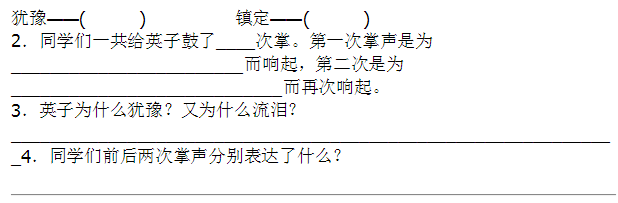 犹豫——(　　　)　　　　　镇定——(　　　)
2．同学们一共给英子鼓了____次掌。第一次掌声是为
________________________而响起，第二次是为
____________________________而再次响起。
3．英子为什么犹豫？又为什么流泪？
______________________________________________________________
_4．同学们前后两次掌声分别表达了什么？